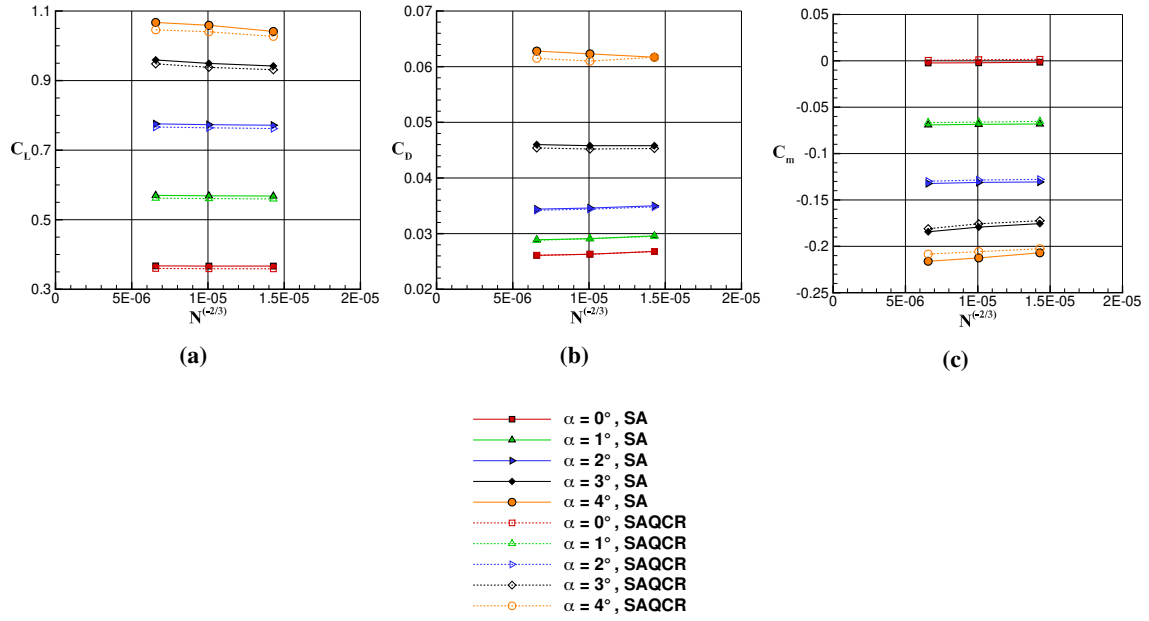 1.1
0.9
0.7
0.5
0.3
C_L
0 5E-06 1E-05 1.5E-05 2E-05
N^(-2/3)
(a)
0.06
0.05
0.04
0.03
0.02
C_D
0 5E-06 1E-05 1.5E-05 2E-05
N^(-2/3)
(b)
0.05
0
-0.05
-0.1
-0.15
-0.2
-0.25
C_m
0 5E-06 1E-05 1.5E-05 2E-05
N^(-2/3)
(c)
α = 0° , SA
α = 1° , SA
α = 2° , SA
α = 3° , SA
α = 4° , SA
α = 0° , SAQCR
α = 1° , SAQCR
α = 2° , SAQCR
α = 3° , SAQCR
α = 4° , SAQCR